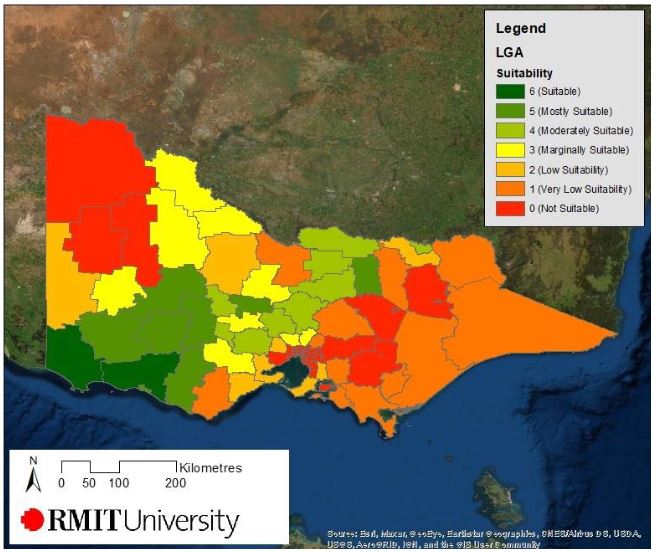 Legend
LGA
Suitability
6 (Suitable)
5 (Mostly Suitable)
4 (Moderately Suitable)
3 (Marginally Suitable)
2 (Low Suitability)
1 (Very Low Suitability)
0 (Not Suitable)
N
Kilometres
0 50 100 200
RMIT University
Source: Esri, Maxar, GeoEye, Earthstar Geographics, CNES/Airbus DS, USDA,
USGS, AeroGRID, IGN, and the GIS User Community